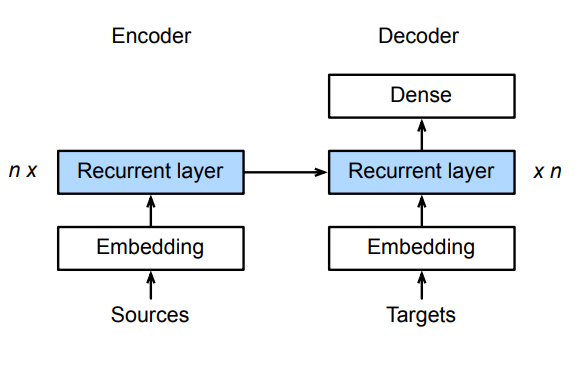 Encoder
Decoder
Dense
n x
Recurrent layer
Recurrent layer
x n
Embedding
Embedding
Sources
Targets